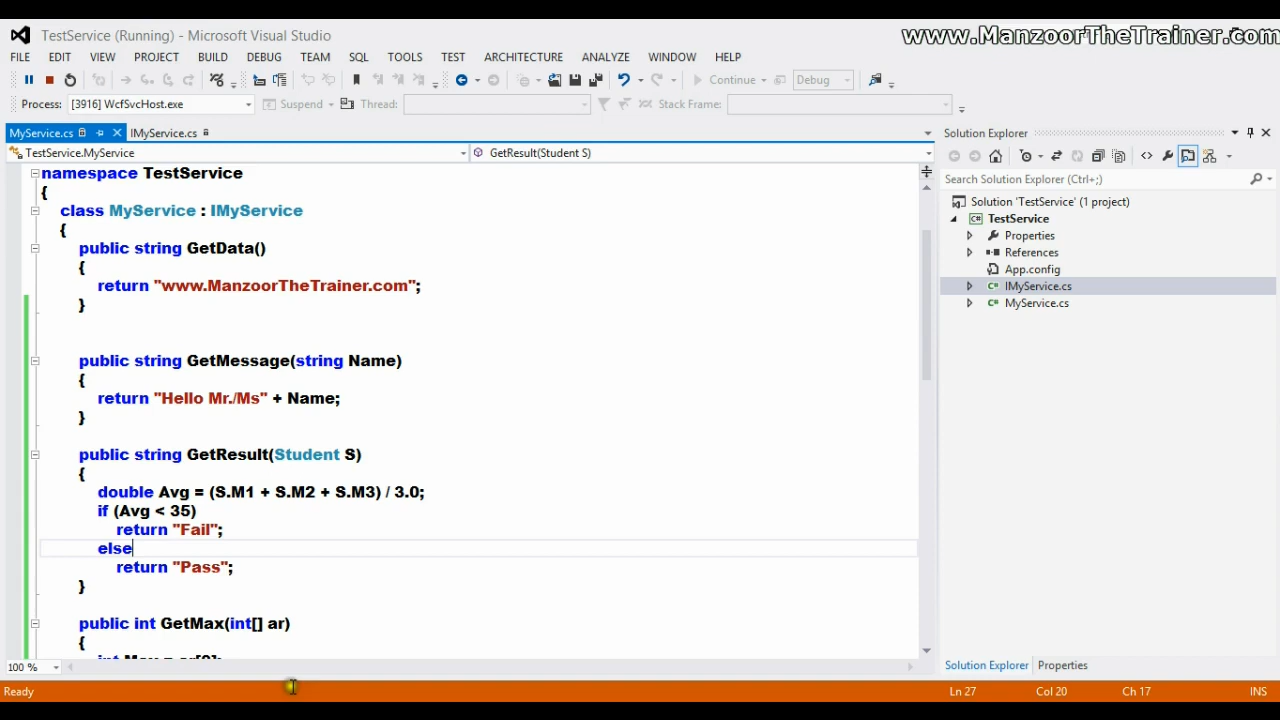 TestService (Running) - Microsoft Visual Studio
www.ManzoorTheTrainer.com
FILE EDIT VIEW PROJECT BUILD DEBUG TEAM SQL TOOLS TEST ARCHITECTURE ANALYZE WINDOW HELP
Continue Debug
Process: [3916] WcfSvcHost.exe Suspend Thread: Stack Frame:
MyService.cs IMyService.cs Solution Explorer
TestService.MyService GetResult(Student S)
Search Solution Explorer (Ctrl+;)
Solution 'TestService' (1 project)
TestService
Properties
References
App.config
IMyService.cs
MyService.cs
namespace TestService
{
class MyService : IMyService
{
public string GetData()
{
return "www.ManzoorTheTrainer.com";
}
public string GetMessage(string Name)
{
return "Hello Mr./Ms" + Name;
}
public string GetResult(Student S)
{
double Avg = (S.M1 + S.M2 + S.M3) / 3.0;
if (Avg < 35)
return "Fail";
else
return "Pass";
}
public int GetMax(int[] ar)
{
int Max = ar[0];
100 %
Solution Explorer Properties
Ready Ln 27 Col 20 Ch 17 INS